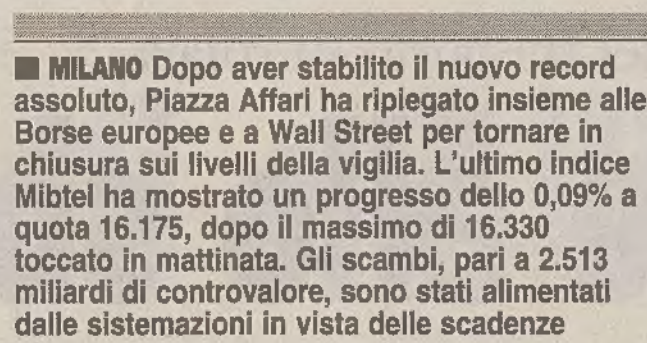 ■ MILANO Dopo aver stabilito il nuovo record
assoluto, Piazza Affari ha ripiegato insieme alle
Borse europee e a Wall Street per tornare in
chiusura sui livelli della vigilia. L'ultimo indice
Mibtel ha mostrato un progresso dello 0,09% a
quota 16.175, dopo il massimo di 16.330
toccato in mattinata. Gli scambi, pari a 2.513
miliardi di controvalore, sono stati alimentati
dalle sistemazioni in vista delle scadenze